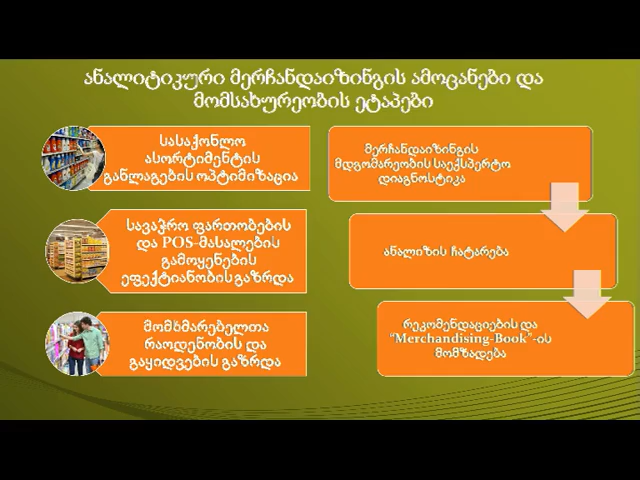 ანალიტიკური მერჩანდაიზინგის ამოცანები და
მომსახურეობის ეტაპები
სასაქონლო
ასორტიმენტის
განლაგების ოპტიმიზაცია
სავაჭრო ფართობების
და POS-მასალების
გამოყენების
ეფექტიანობის გაზრდა
მომხმარებელთა
რაოდენობის და
გაყიდვების გაზრდა
მერჩანდაიზინგის
მდგომარეობის საექსპერტო
დიაგნოსტიკა
ანალიზის ჩატარება
რეკომენდაციების და
“Merchandising-Book”-ის
მომზადება